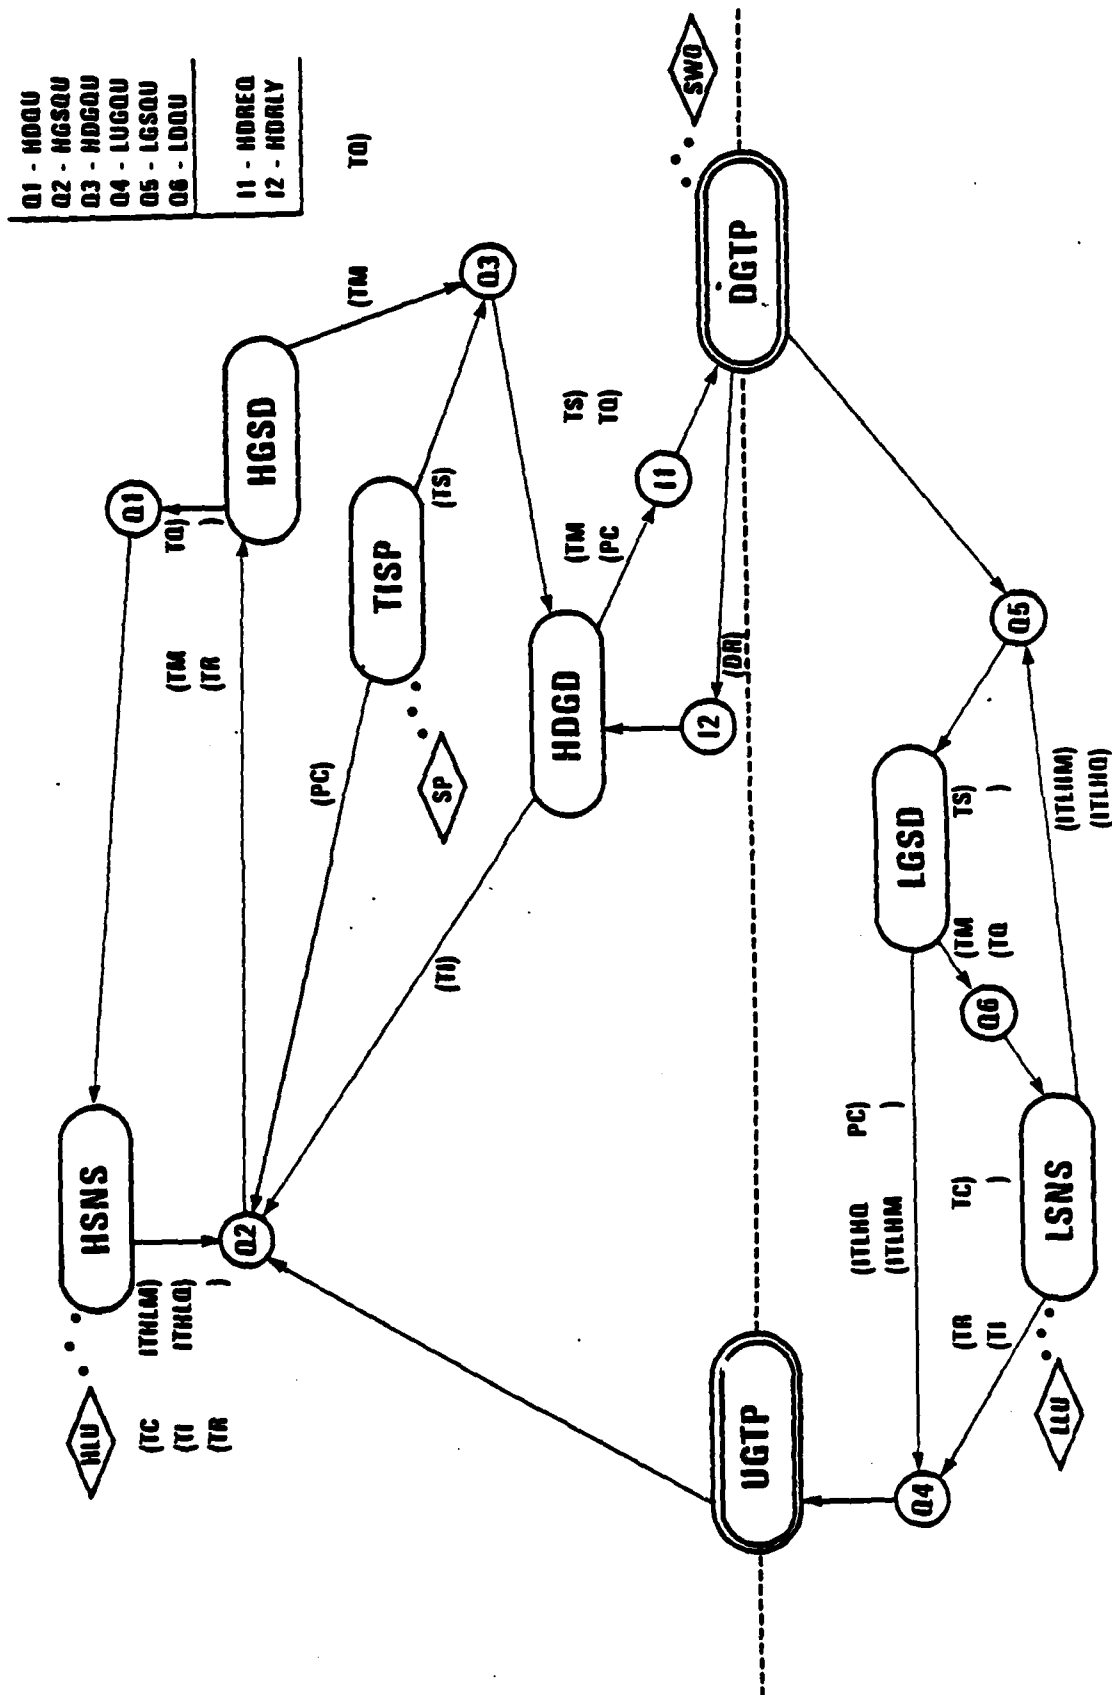 Q1 - HDQU
Q2 - HGSQU
Q3 - HDGQU
Q4 - LUGQU
Q5 - LGSQU
Q6 - LDQU
I1 - HDREQ
I2 - HDRLY
HLU
HSNS
(TC ITHLM)
(TI ITHLQ)
(TR )
Q1
TQ)
)
(TM
(TR
HGSD
(TM TQ)
Q2
(PC)
TISP
(TS)
SP
Q3
(TI)
HDGD
(TM TS)
(PC TQ)
I1
I2
(DR)
SWO
UGTP
DGTP
(ITLHQ PC)
(ITLHM )
LGSD
(TM TS)
(TQ )
Q4
Q6
Q5
(TR TC)
(TI )
LLU
LSNS
(ITLHM)
(ITLHQ)